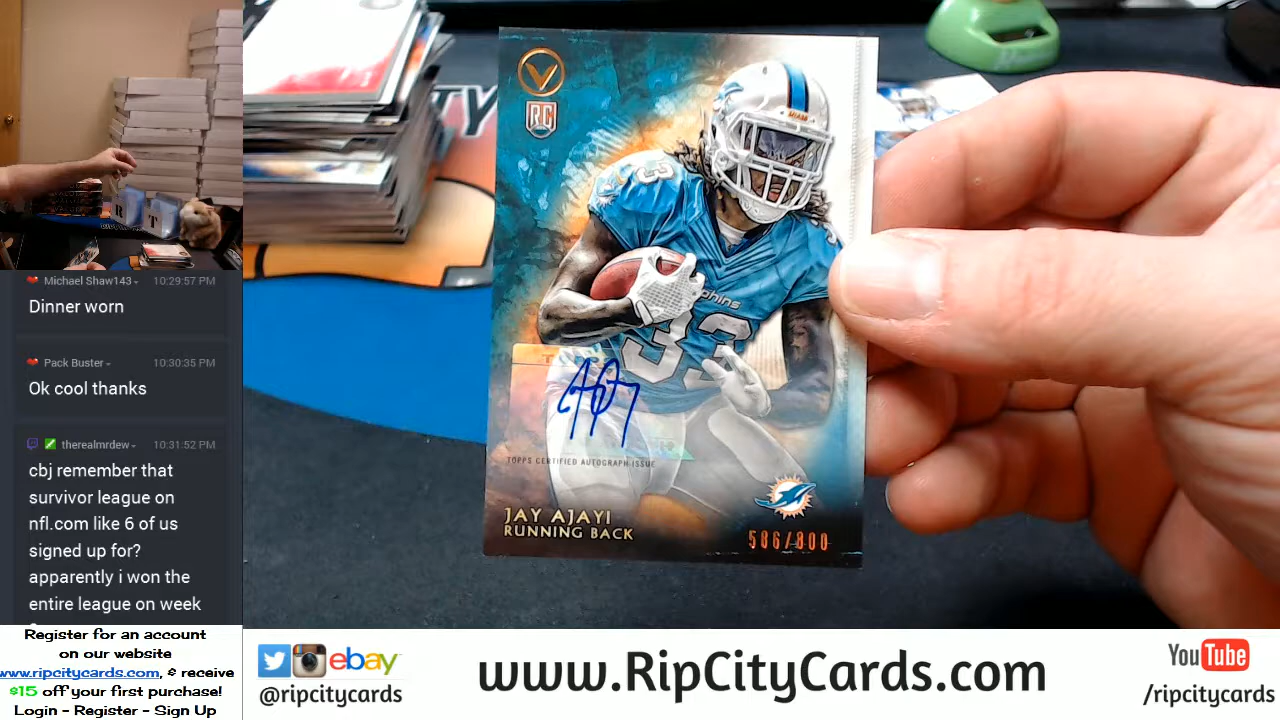 RC
MIAMI
33
33
TOPPS CERTIFIED AUTOGRAPH ISSUE
JAY AJAYI
RUNNING BACK
586/800
Michael Shaw143 10:29:57 PM
Dinner worn
Pack Buster 10:30:35 PM
Ok cool thanks
therealmrdew 10:31:52 PM
cbj remember that
survivor league on
nfl.com like 6 of us
signed up for?
apparently i won the
entire league on week
Register for an account
on our website
www.ripcitycards.com, & receive
$15 off your first purchase!
Login - Register - Sign Up
ebay
@ripcitycards
www.RipCityCards.com
YouTube
/ripcitycards